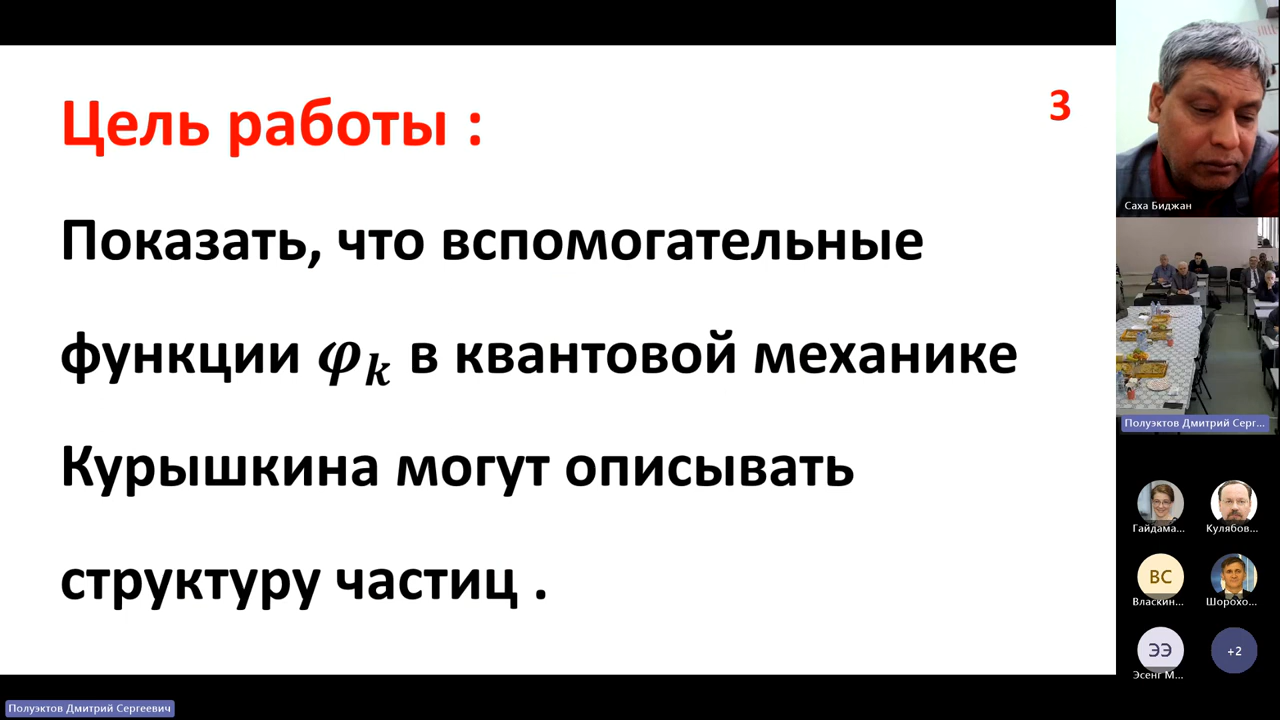 Цель работы :
3
Показать, что вспомогательные
функции φₖ в квантовой механике
Курышкина могут описывать
структуру частиц .
Саха Биджан
Полуэктов Дмитрий Серг...
Гайдама...
Кулябов...
ВС
Власкин...
Шорохо...
ЭЭ
Эсенг М...
+2
Полуэктов Дмитрий Сергеевич